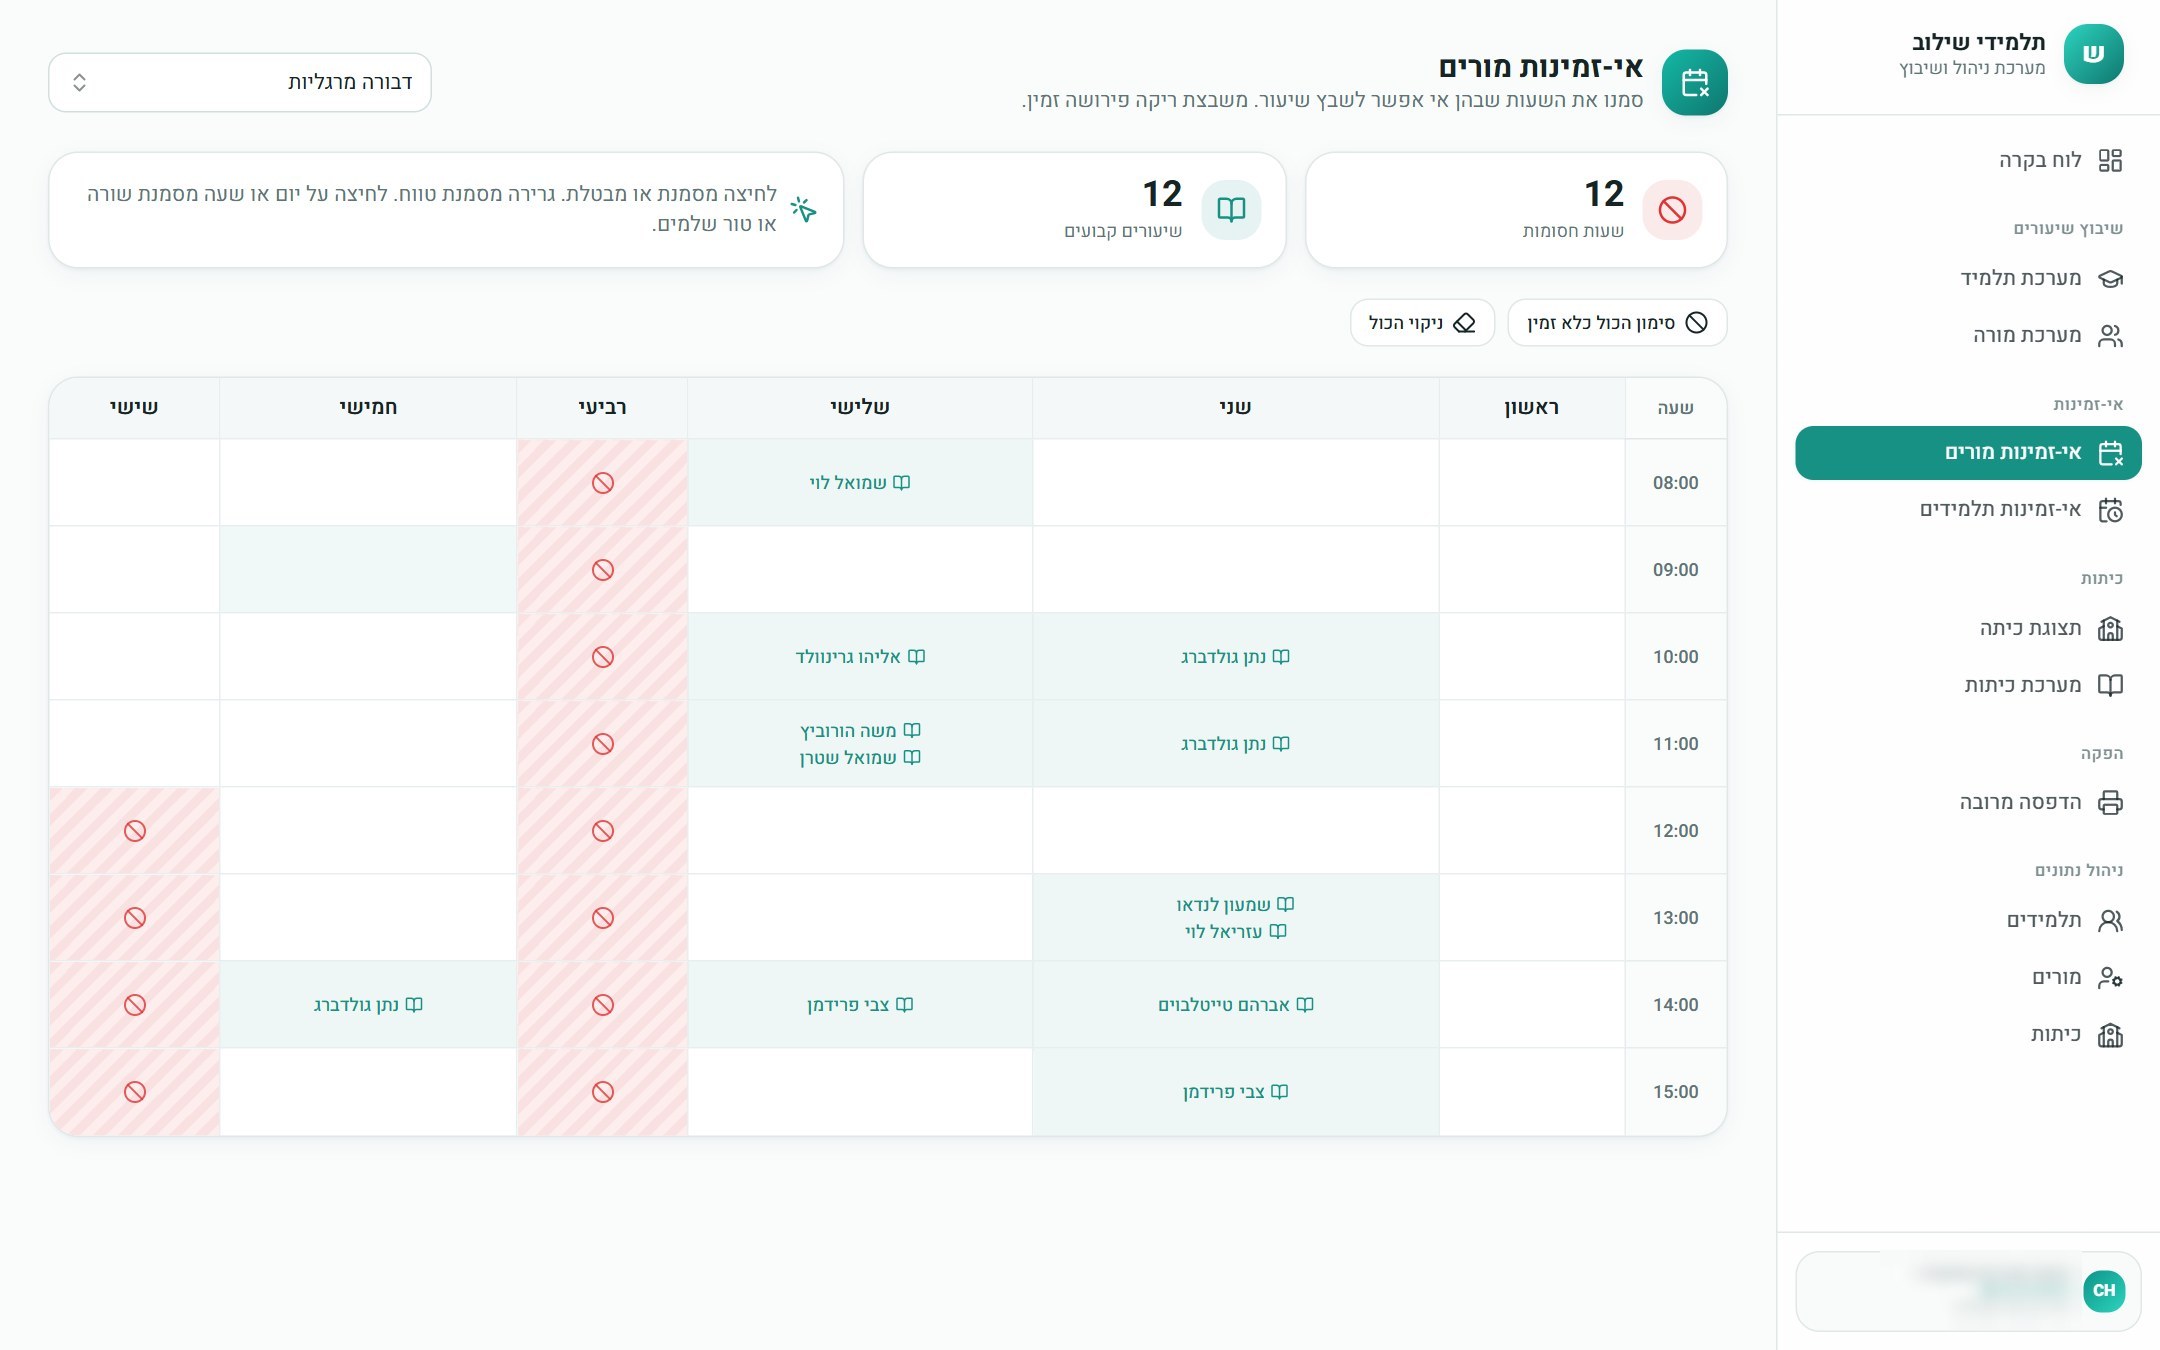 ש
תלמידי שילוב
מערכת ניהול ושיבוץ
לוח בקרה
שיבוץ שיעורים
מערכת תלמיד
מערכת מורה
אי-זמינות
אי-זמינות מורים
אי-זמינות תלמידים
כיתות
תצוגת כיתה
מערכת כיתות
הפקה
הדפסה מרובה
ניהול נתונים
תלמידים
מורים
כיתות
CH
אי-זמינות מורים
סמנו את השעות שבהן אי אפשר לשבץ שיעור. משבצת ריקה פירושה זמין.
דבורה מרגליות
12
שעות חסומות
12
שיעורים קבועים
לחיצה מסמנת או מבטלת. גרירה מסמנת טווח. לחיצה על יום או שעה מסמנת שורה
או טור שלמים.
סימון הכול כלא זמין
ניקוי הכול
שעה ראשון שני שלישי רביעי חמישי שישי
08:00 שמואל לוי
09:00
10:00 נתן גולדברג אליהו גרינוולד
11:00 נתן גולדברג משה הורוביץ
שמואל שטרן
12:00
13:00 שמעון לנדאו
עזריאל לוי
14:00 אברהם טייטלבוים צבי פרידמן נתן גולדברג
15:00 צבי פרידמן